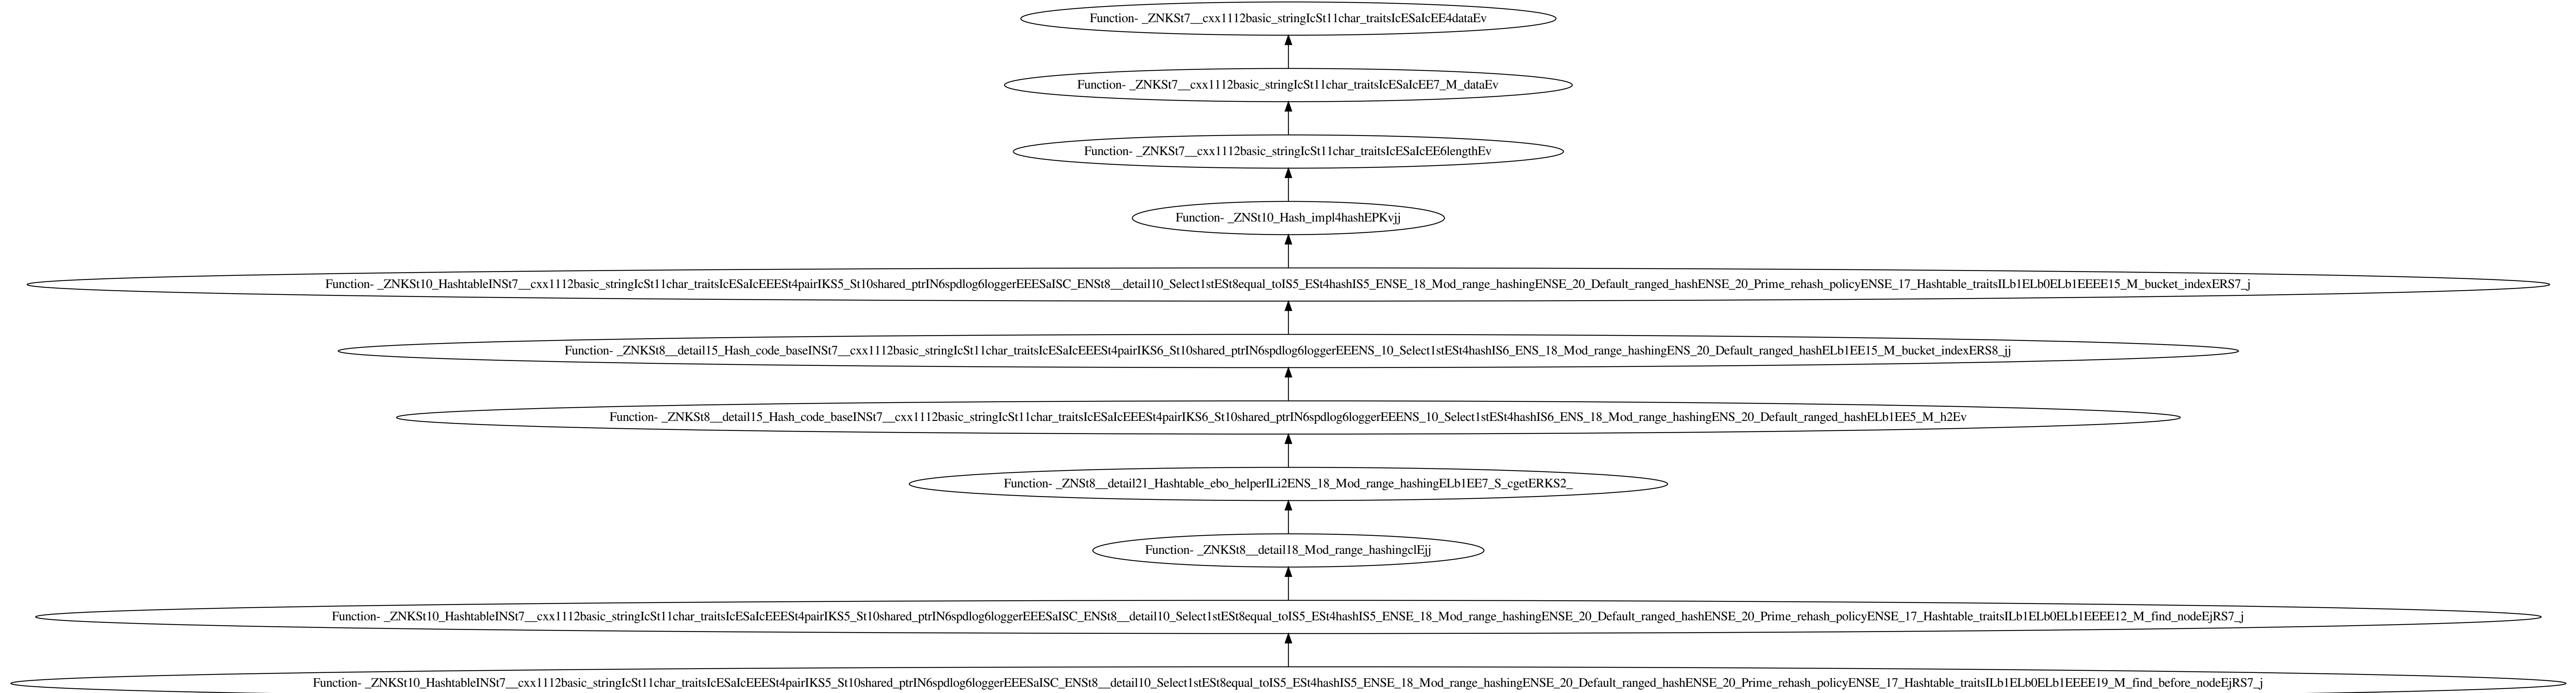 Function- _ZNKSt7__cxx1112basic_stringIcSt11char_traitsIcESaIcEE4dataEv
Function- _ZNKSt7__cxx1112basic_stringIcSt11char_traitsIcESaIcEE7_M_dataEv
Function- _ZNKSt7__cxx1112basic_stringIcSt11char_traitsIcESaIcEE6lengthEv
Function- _ZNSt10_Hash_impl4hashEPKvjj
Function- _ZNKSt10_HashtableINSt7__cxx1112basic_stringIcSt11char_traitsIcESaIcEEESt4pairIKS5_St10shared_ptrIN6spdlog6loggerEEESaISC_ENSt8__detail10_Select1stESt8equal_toIS5_ESt4hashIS5_ENSE_18_Mod_range_hashingENSE_20_Default_ranged_hashENSE_20_Prime_rehash_policyENSE_17_Hashtable_traitsILb1ELb0ELb1EEEE15_M_bucket_indexERS7_j
Function- _ZNKSt8__detail15_Hash_code_baseINSt7__cxx1112basic_stringIcSt11char_traitsIcESaIcEEESt4pairIKS6_St10shared_ptrIN6spdlog6loggerEEENS_10_Select1stESt4hashIS6_ENS_18_Mod_range_hashingENS_20_Default_ranged_hashELb1EE15_M_bucket_indexERS8_jj
Function- _ZNKSt8__detail15_Hash_code_baseINSt7__cxx1112basic_stringIcSt11char_traitsIcESaIcEEESt4pairIKS6_St10shared_ptrIN6spdlog6loggerEEENS_10_Select1stESt4hashIS6_ENS_18_Mod_range_hashingENS_20_Default_ranged_hashELb1EE5_M_h2Ev
Function- _ZNSt8__detail21_Hashtable_ebo_helperILi2ENS_18_Mod_range_hashingELb1EE7_S_cgetERKS2_
Function- _ZNKSt8__detail18_Mod_range_hashingclEjj
Function- _ZNKSt10_HashtableINSt7__cxx1112basic_stringIcSt11char_traitsIcESaIcEEESt4pairIKS5_St10shared_ptrIN6spdlog6loggerEEESaISC_ENSt8__detail10_Select1stESt8equal_toIS5_ESt4hashIS5_ENSE_18_Mod_range_hashingENSE_20_Default_ranged_hashENSE_20_Prime_rehash_policyENSE_17_Hashtable_traitsILb1ELb0ELb1EEEE12_M_find_nodeEjRS7_j
Function- _ZNKSt10_HashtableINSt7__cxx1112basic_stringIcSt11char_traitsIcESaIcEEESt4pairIKS5_St10shared_ptrIN6spdlog6loggerEEESaISC_ENSt8__detail10_Select1stESt8equal_toIS5_ESt4hashIS5_ENSE_18_Mod_range_hashingENSE_20_Default_ranged_hashENSE_20_Prime_rehash_policyENSE_17_Hashtable_traitsILb1ELb0ELb1EEEE19_M_find_before_nodeEjRS7_j